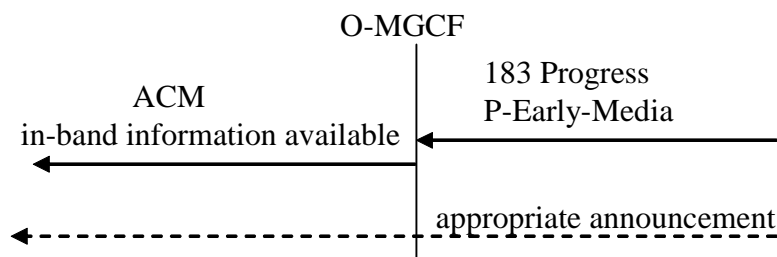 O-MGCF
183 Progress
P-Early-Media
ACM
in-band information available
appropriate announcement